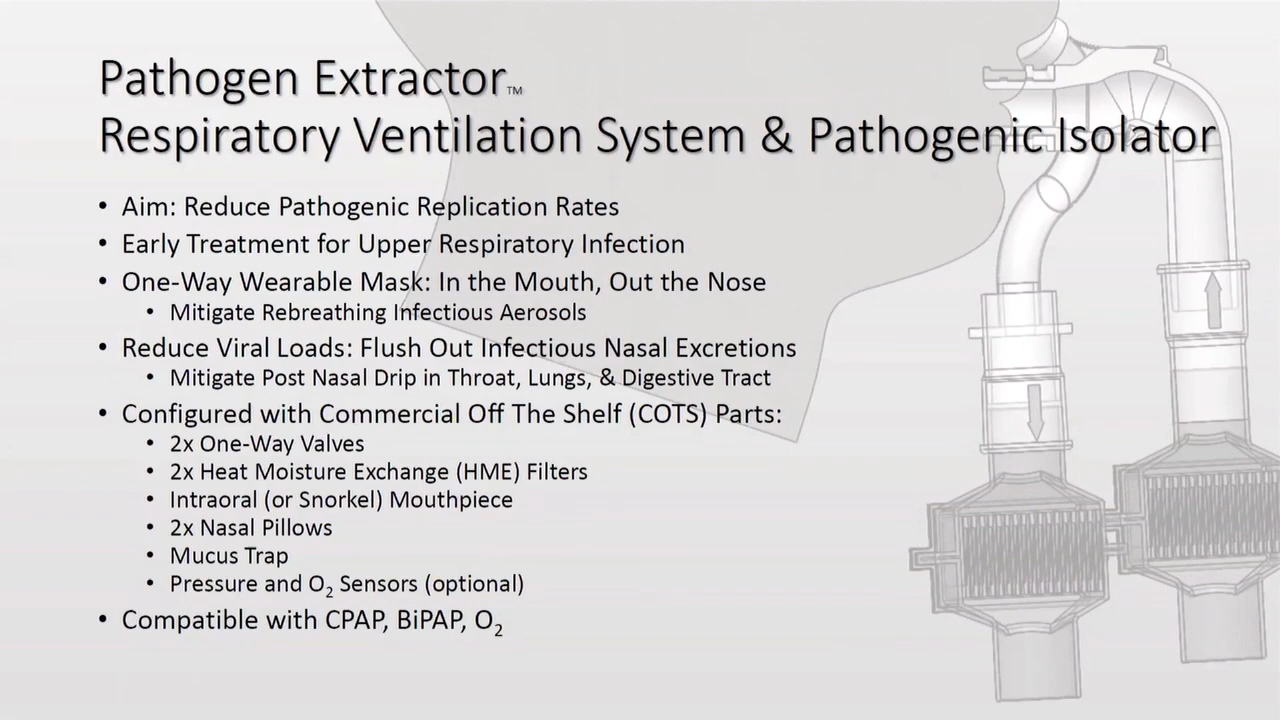 Pathogen Extractor™
Respiratory Ventilation System & Pathogenic Isolator
• Aim: Reduce Pathogenic Replication Rates
• Early Treatment for Upper Respiratory Infection
• One-Way Wearable Mask: In the Mouth, Out the Nose
• Mitigate Rebreathing Infectious Aerosols
• Reduce Viral Loads: Flush Out Infectious Nasal Excretions
• Mitigate Post Nasal Drip in Throat, Lungs, & Digestive Tract
• Configured with Commercial Off The Shelf (COTS) Parts:
• 2x One-Way Valves
• 2x Heat Moisture Exchange (HME) Filters
• Intraoral (or Snorkel) Mouthpiece
• 2x Nasal Pillows
• Mucus Trap
• Pressure and O₂ Sensors (optional)
• Compatible with CPAP, BiPAP, O₂